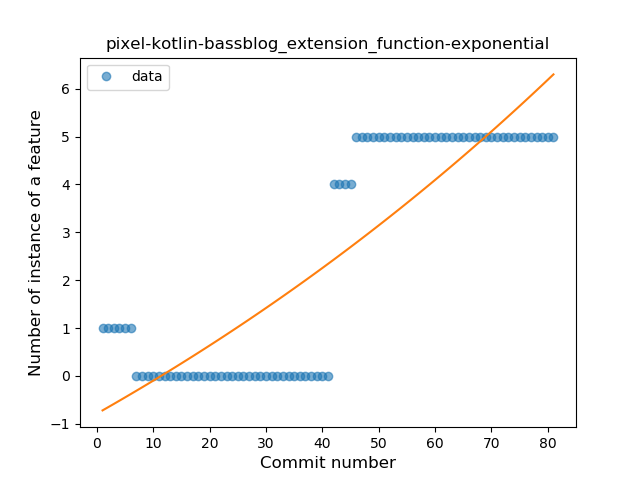 pixel-kotlin-bassblog_extension_function-exponential
data
Number of instance of a feature
6
5
4
3
2
1
0
−1
0 10 20 30 40 50 60 70 80
Commit number